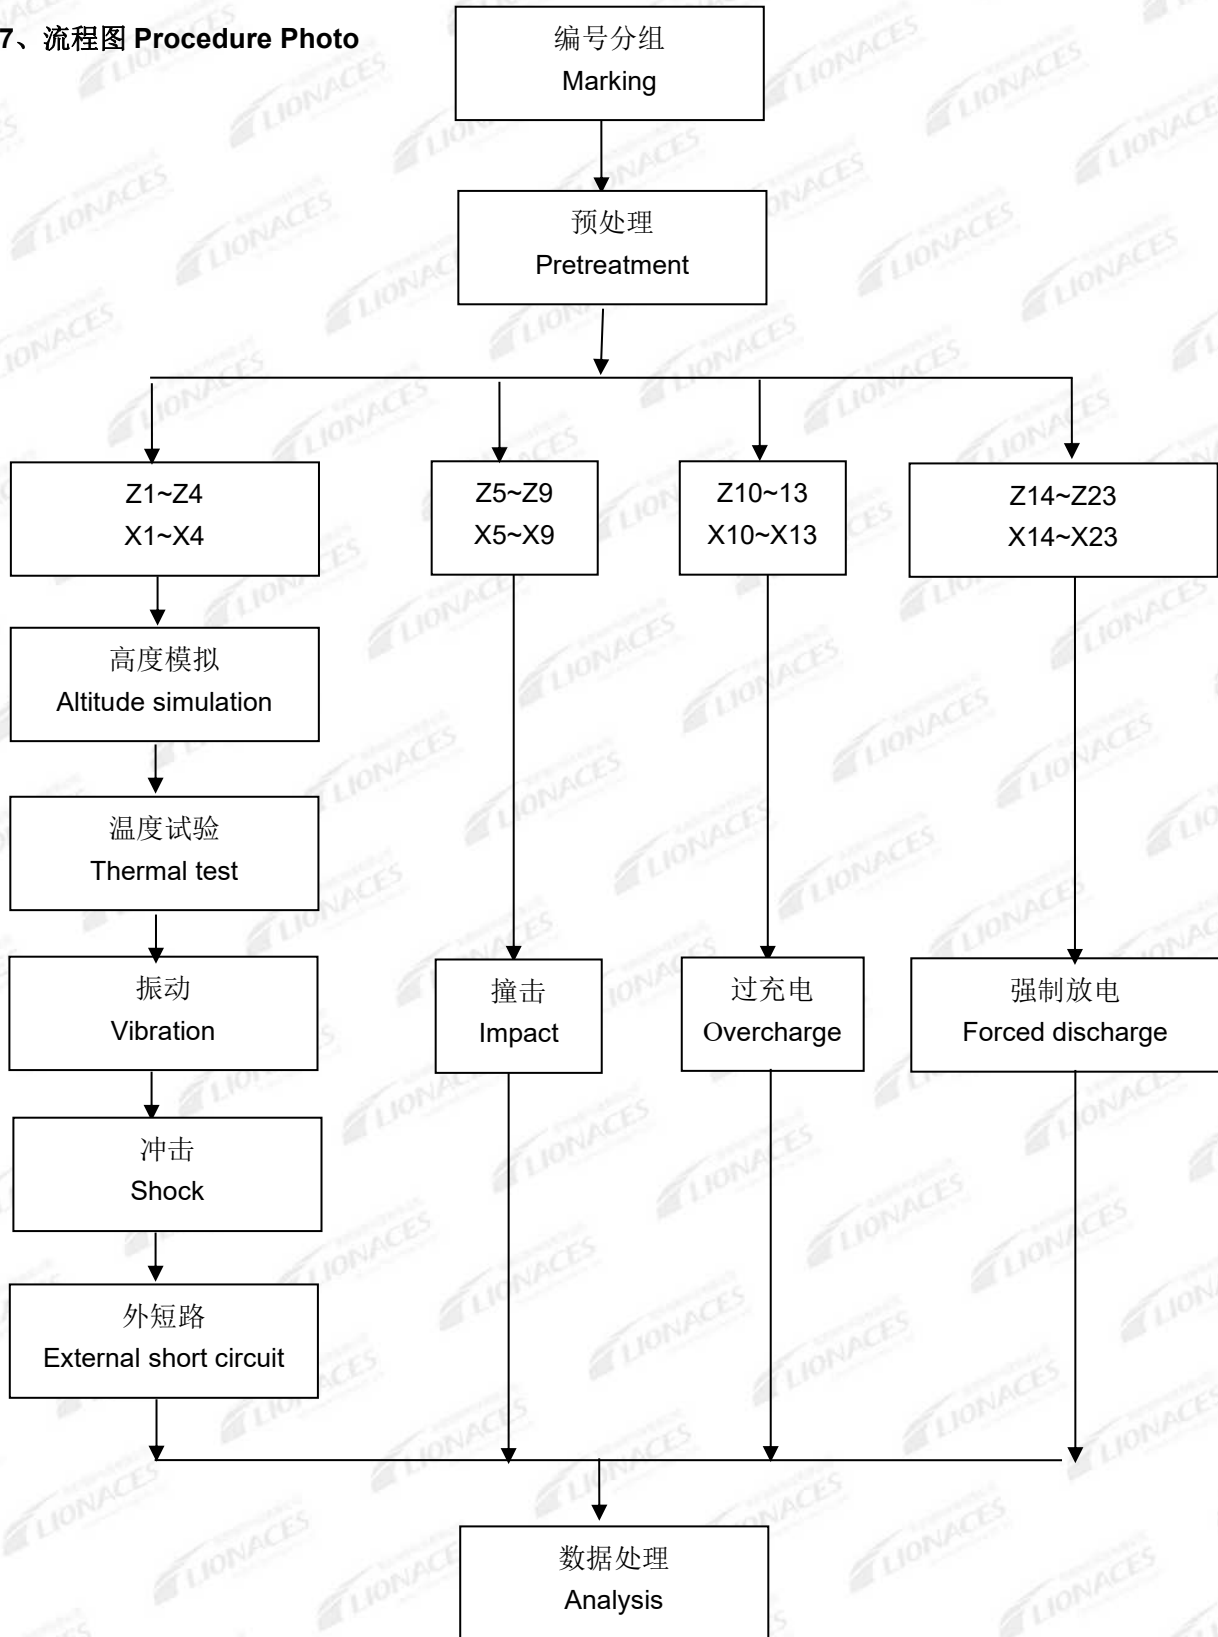 7、流程图 Procedure Photo
编号分组
Marking
预处理
Pretreatment
Z1~Z4
X1~X4
Z5~Z9
X5~X9
Z10~13
X10~X13
Z14~Z23
X14~X23
高度模拟
Altitude simulation
温度试验
Thermal test
振动
Vibration
撞击
Impact
过充电
Overcharge
强制放电
Forced discharge
冲击
Shock
外短路
External short circuit
数据处理
Analysis
LIONACES